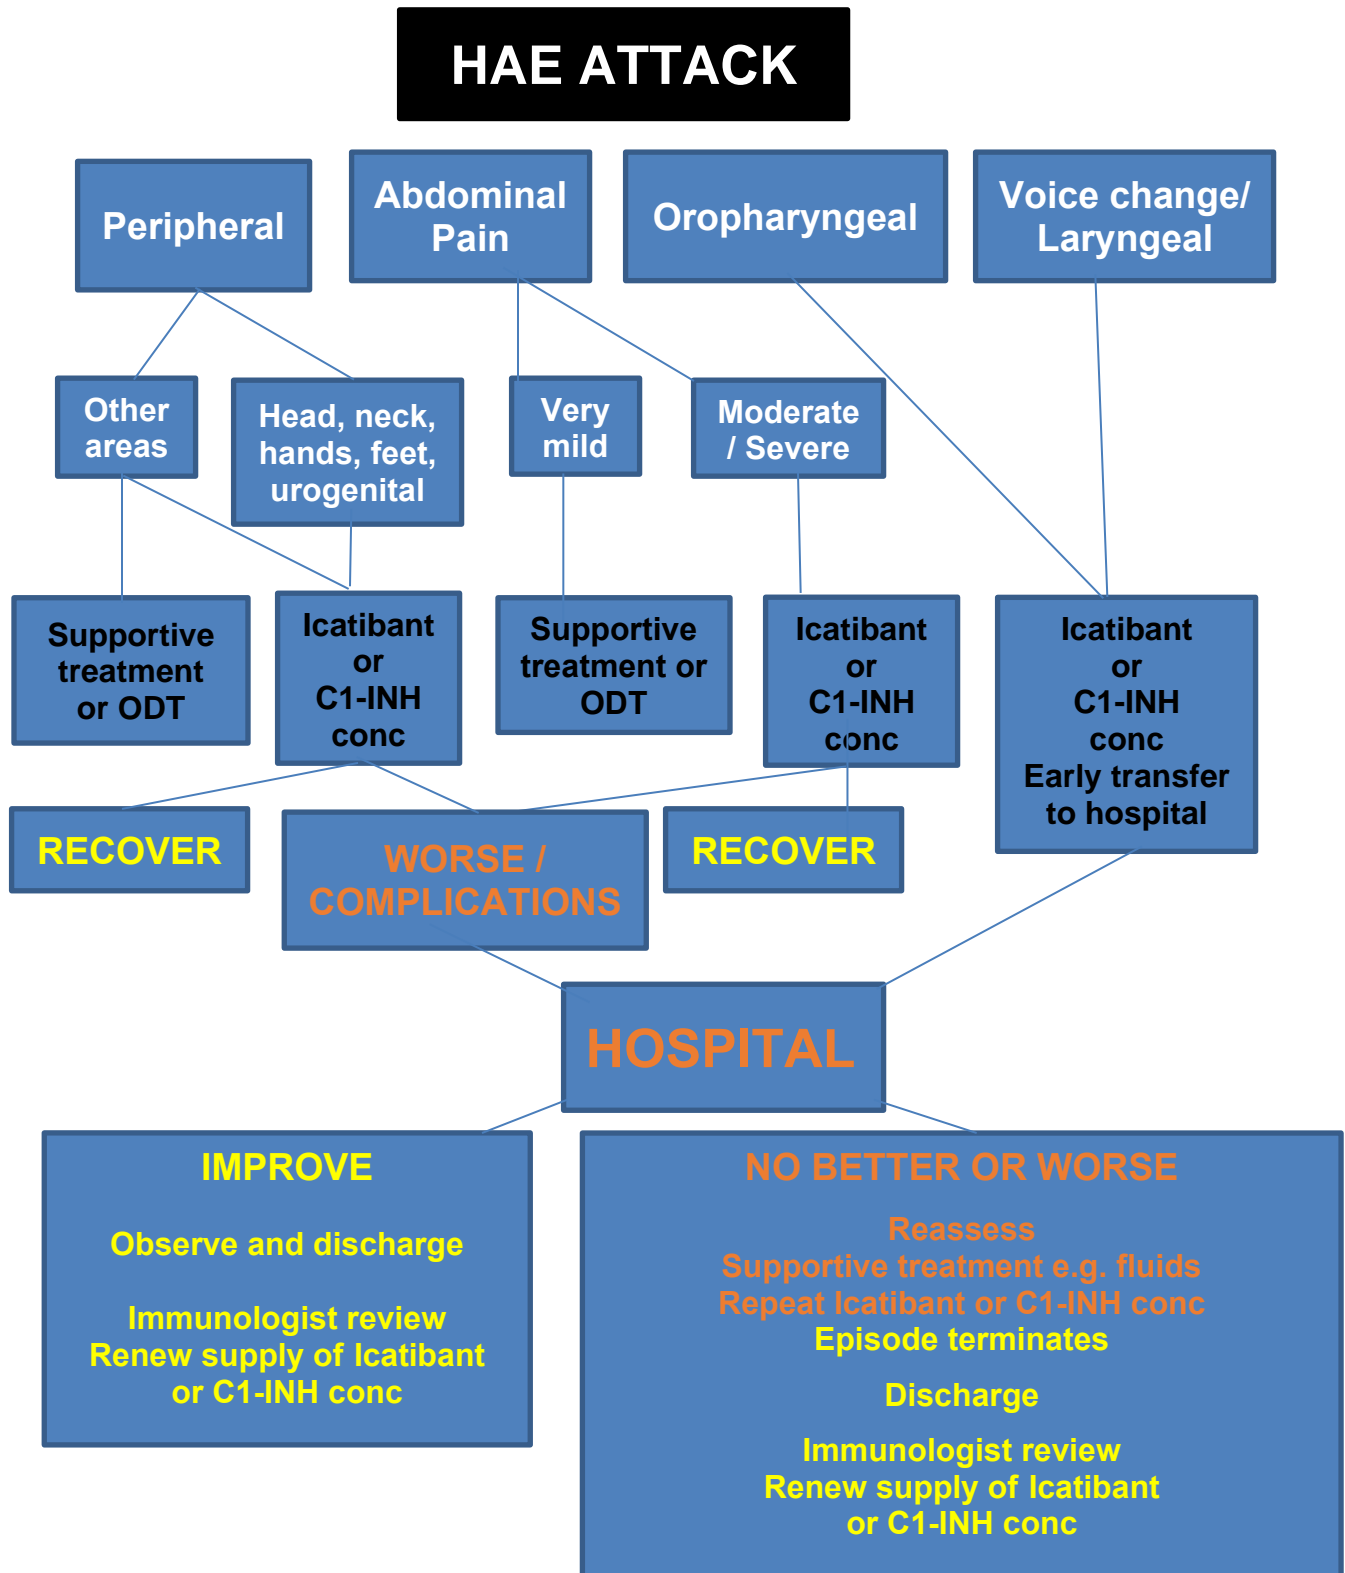 HAE ATTACK
Peripheral
Abdominal
Pain
Oropharyngeal
Voice change/
Laryngeal
Other
areas
Head, neck,
hands, feet,
urogenital
Very
mild
Moderate
/ Severe
Supportive
treatment
or ODT
Icatibant
or
C1-INH
conc
Supportive
treatment or
ODT
Icatibant
or
C1-INH
conc
Icatibant
or
C1-INH
conc
Early transfer
to hospital
RECOVER
WORSE /
COMPLICATIONS
RECOVER
HOSPITAL
IMPROVE
Observe and discharge
Immunologist review
Renew supply of Icatibant
or C1-INH conc
NO BETTER OR WORSE
Reassess
Supportive treatment e.g. fluids
Repeat Icatibant or C1-INH conc
Episode terminates
Discharge
Immunologist review
Renew supply of Icatibant
or C1-INH conc